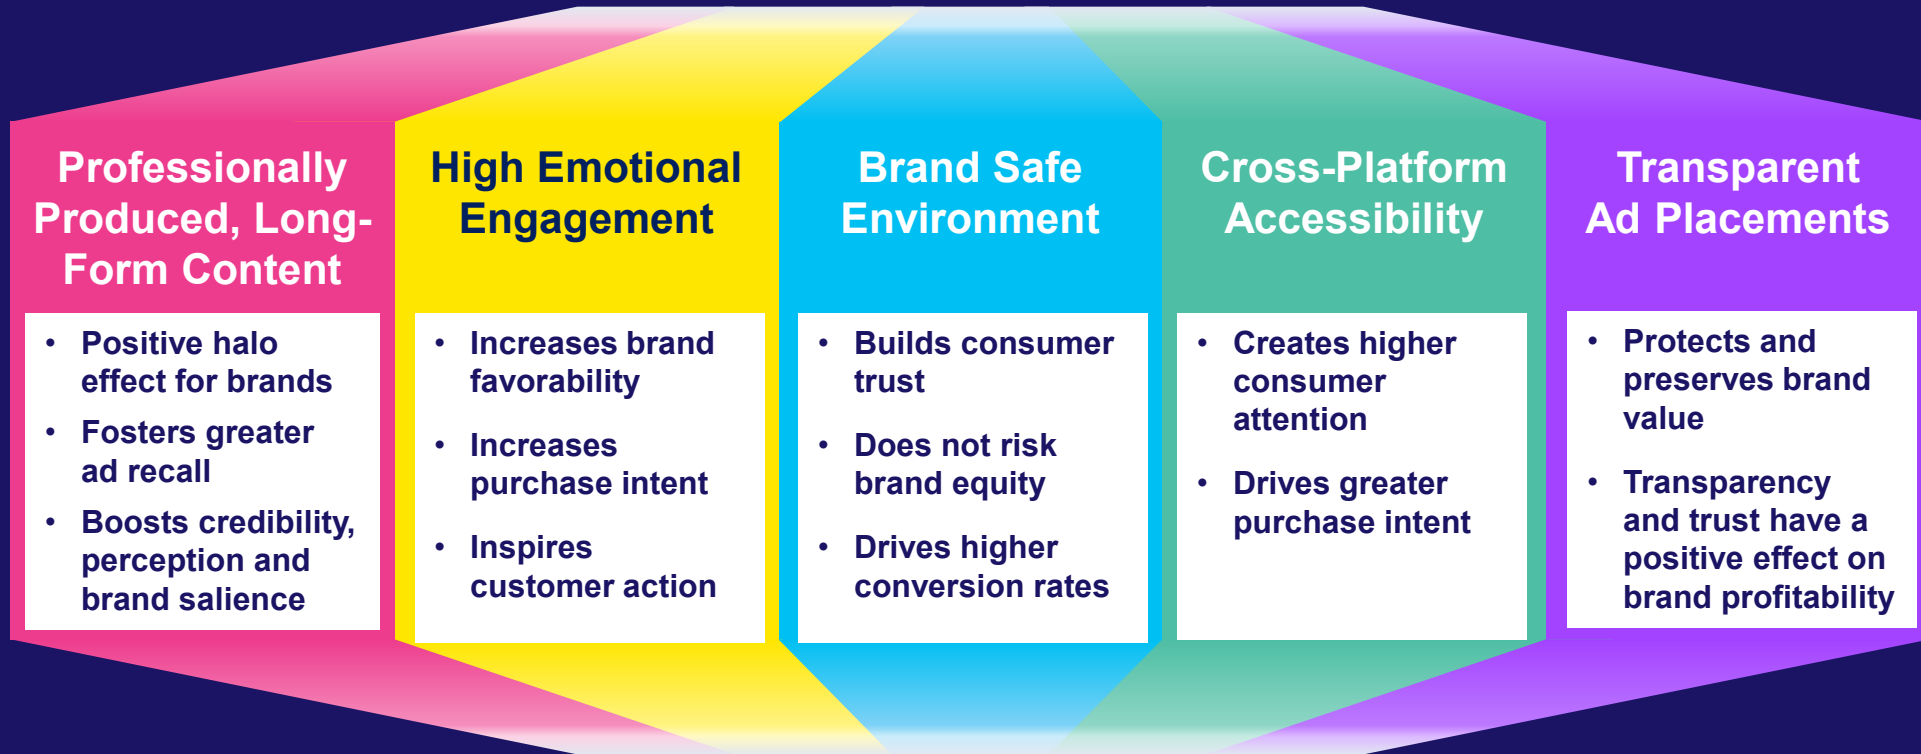 Professionally
Produced, Long-
Form Content
• Positive halo
effect for brands
• Fosters greater
ad recall
• Boosts credibility,
perception and
brand salience
High Emotional
Engagement
• Increases brand
favorability
• Increases
purchase intent
• Inspires
customer action
Brand Safe
Environment
• Builds consumer
trust
• Does not risk
brand equity
• Drives higher
conversion rates
Cross-Platform
Accessibility
• Creates higher
consumer
attention
• Drives greater
purchase intent
Transparent
Ad Placements
• Protects and
preserves brand
value
• Transparency
and trust have a
positive effect on
brand profitability